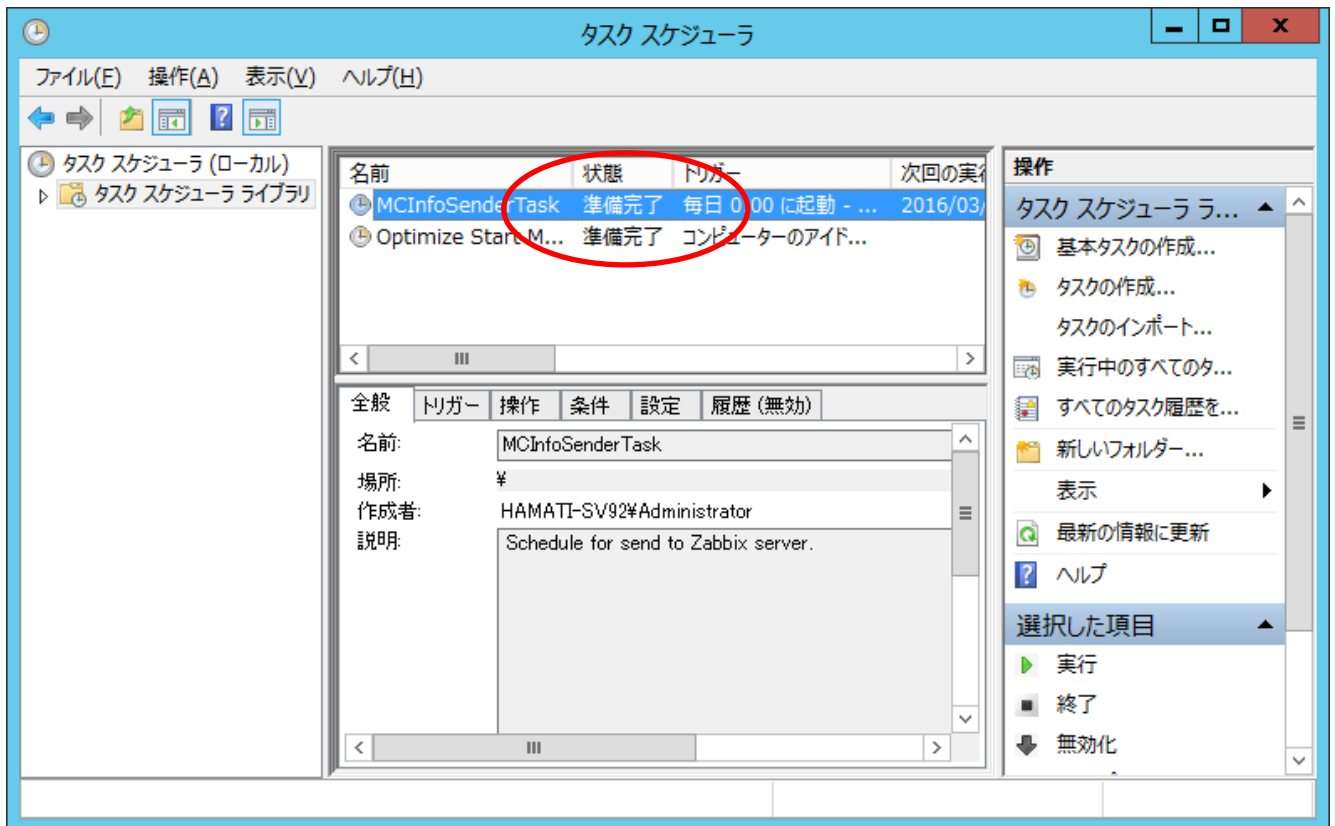 タスク スケジューラ
ファイル(F) 操作(A) 表示(V) ヘルプ(H)
タスク スケジューラ (ローカル)
タスク スケジューラ ライブラリ
名前 状態 トリガー 次回の実行
MCInfoSenderTask 準備完了 毎日 0:00 に起動 - ... 2016/03/
Optimize Start M... 準備完了 コンピューターのアイド...
全般 トリガー 操作 条件 設定 履歴 (無効)
名前: MCInfoSenderTask
場所: ¥
作成者: HAMATI-SV92¥Administrator
説明: Schedule for send to Zabbix server.
操作
タスク スケジューラ ラ...
基本タスクの作成...
タスクの作成...
タスクのインポート...
実行中のすべてのタ...
すべてのタスク履歴を...
新しいフォルダー...
表示
最新の情報に更新
ヘルプ
選択した項目
実行
終了
無効化